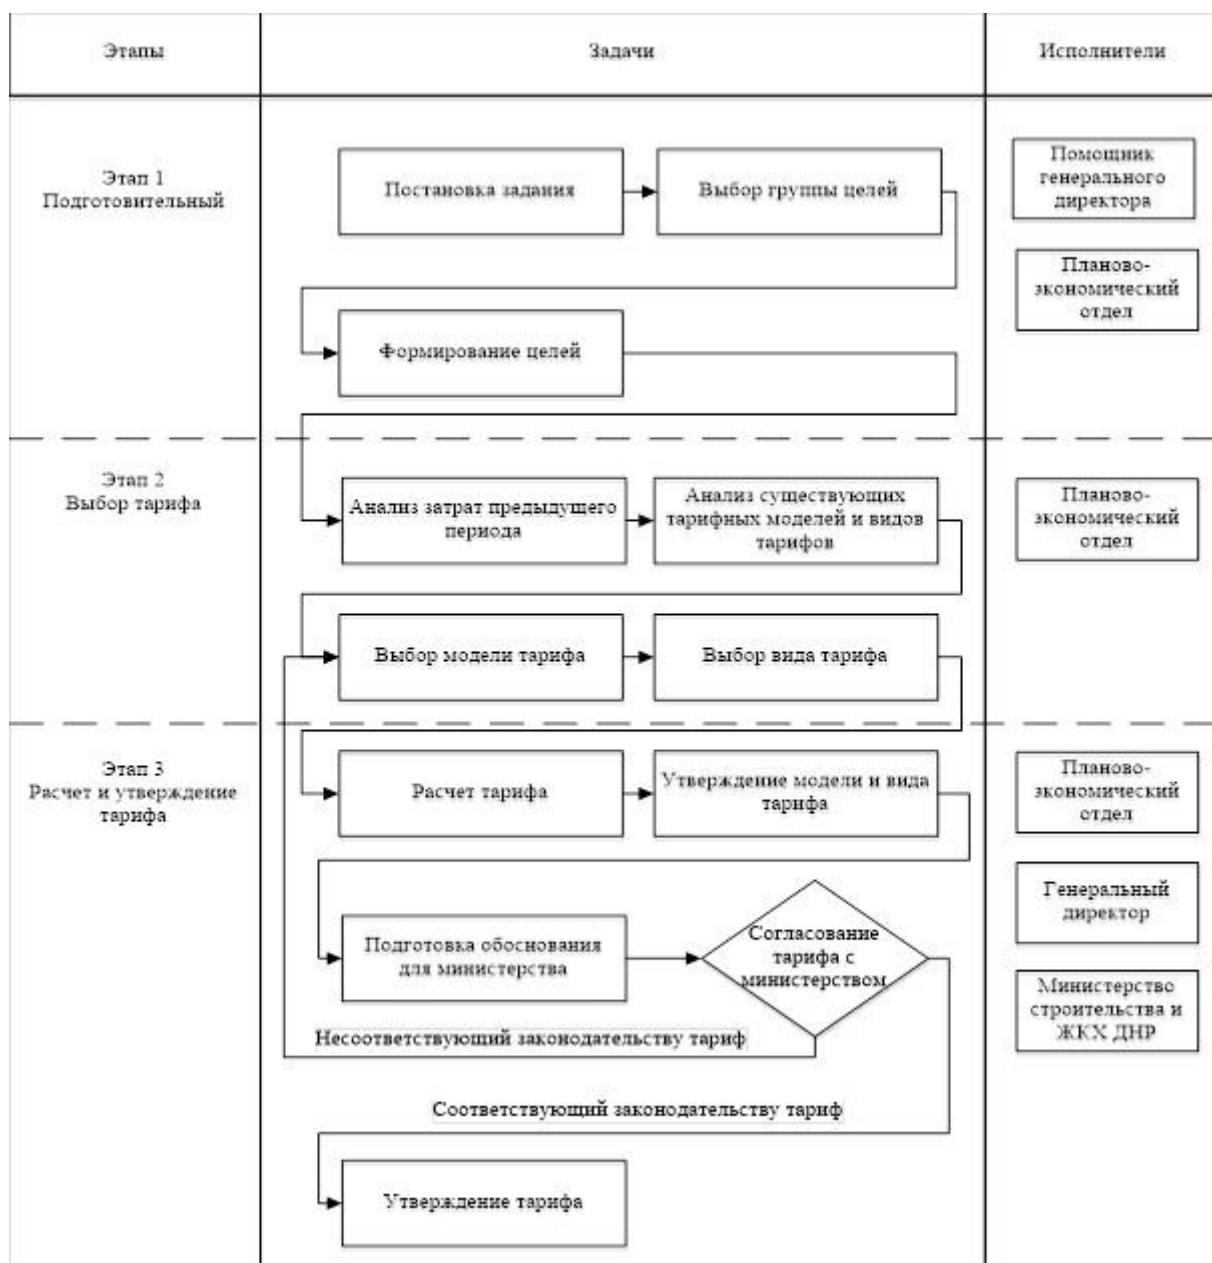 Этапы
Задачи
Исполнители
Этап 1
Подготовительный
Постановка задания
Выбор группы целей
Помощник
генерального
директора
Планово-
экономический
отдел
Формирование целей
Этап 2
Выбор тарифа
Анализ затрат предыдущего
периода
Анализ существующих
тарифных моделей и видов
тарифов
Планово-
экономический
отдел
Выбор модели тарифа
Выбор вида тарифа
Этап 3
Расчет и утверждение
тарифа
Расчет тарифа
Утверждение модели и вида
тарифа
Планово-
экономический
отдел
Генеральный
директор
Подготовка обоснования
для министерства
Согласование
тарифа с
министерством
Министерство
строительства и
ЖКХ ДНР
Несоответствующий законодательству тариф
Соответствующий законодательству тариф
Утверждение тарифа